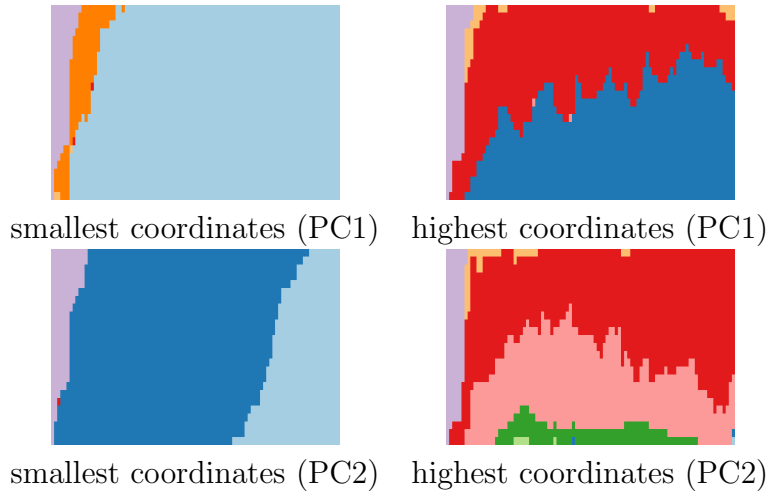 smallest coordinates (PC1) highest coordinates (PC1)
smallest coordinates (PC2) highest coordinates (PC2)